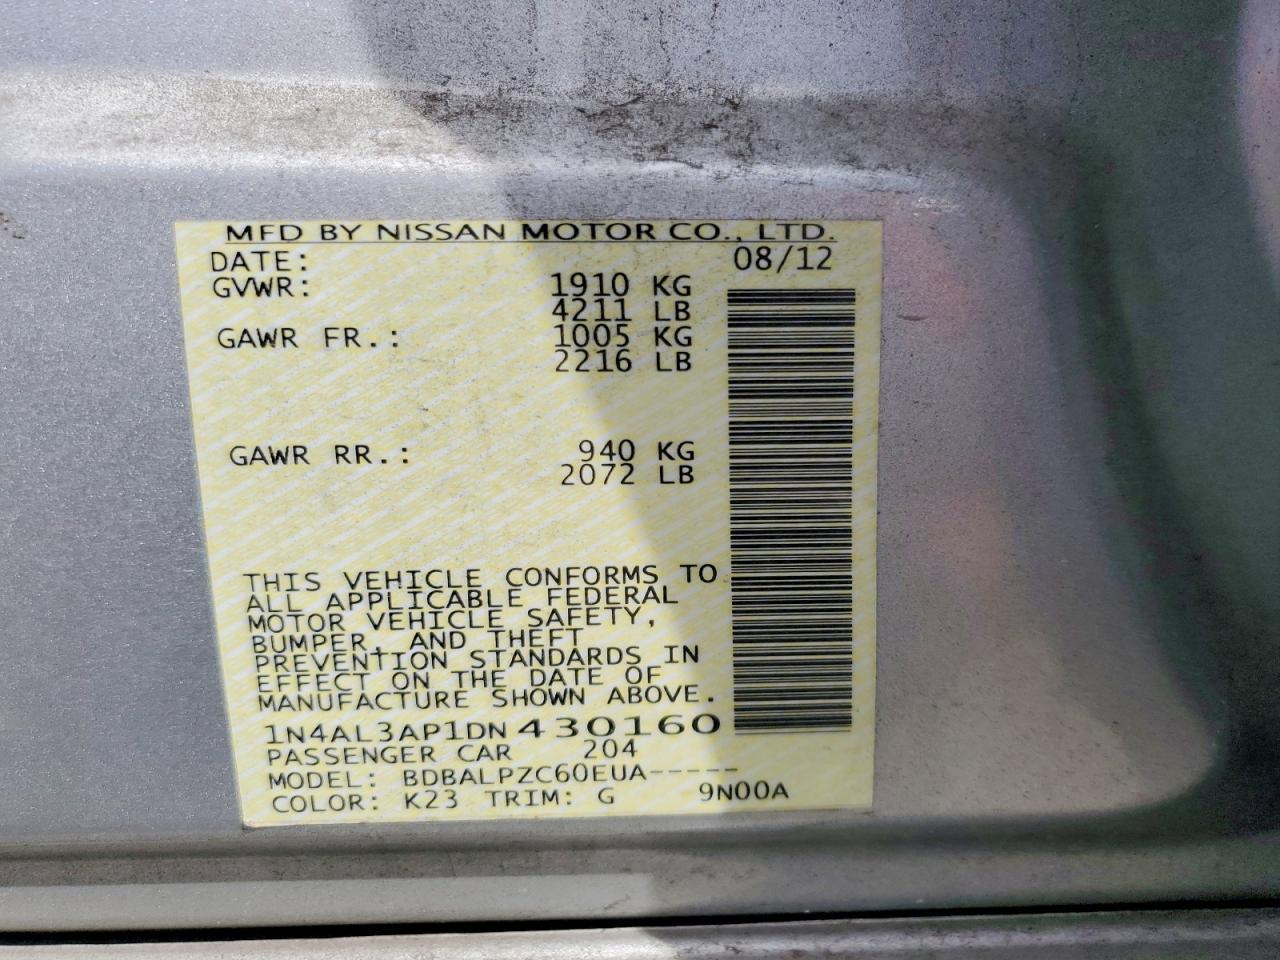 MFD BY NISSAN MOTOR CO., LTD.
DATE: 08/12
GVWR: 1910 KG
4211 LB
GAWR FR.: 1005 KG
2216 LB
GAWR RR.: 940 KG
2072 LB
THIS VEHICLE CONFORMS TO
ALL APPLICABLE FEDERAL
MOTOR VEHICLE SAFETY,
BUMPER, AND THEFT
PREVENTION STANDARDS IN
EFFECT ON THE DATE OF
MANUFACTURE SHOWN ABOVE.
1N4AL3AP1DN430160
PASSENGER CAR 204
MODEL: BDBALPZC60EUA-----
COLOR: K23 TRIM: G 9N00A